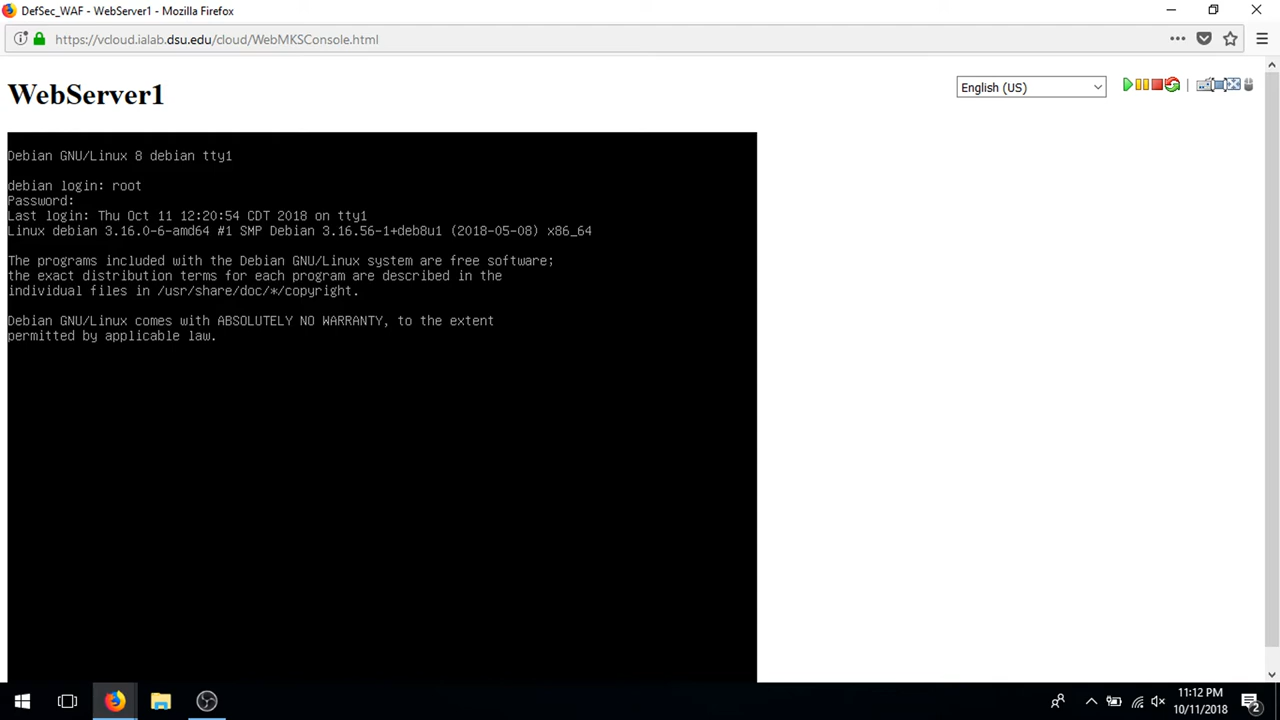 DefSec_WAF - WebServer1 - Mozilla Firefox
https://vcloud.ialab.dsu.edu/cloud/WebMKSConsole.html
WebServer1
English (US)
Debian GNU/Linux 8 debian tty1
debian login: root
Password:
Last login: Thu Oct 11 12:20:54 CDT 2018 on tty1
Linux debian 3.16.0-6-amd64 #1 SMP Debian 3.16.56-1+deb8u1 (2018-05-08) x86_64
The programs included with the Debian GNU/Linux system are free software;
the exact distribution terms for each program are described in the
individual files in /usr/share/doc/*/copyright.
Debian GNU/Linux comes with ABSOLUTELY NO WARRANTY, to the extent
permitted by applicable law.
11:12 PM
10/11/2018
2